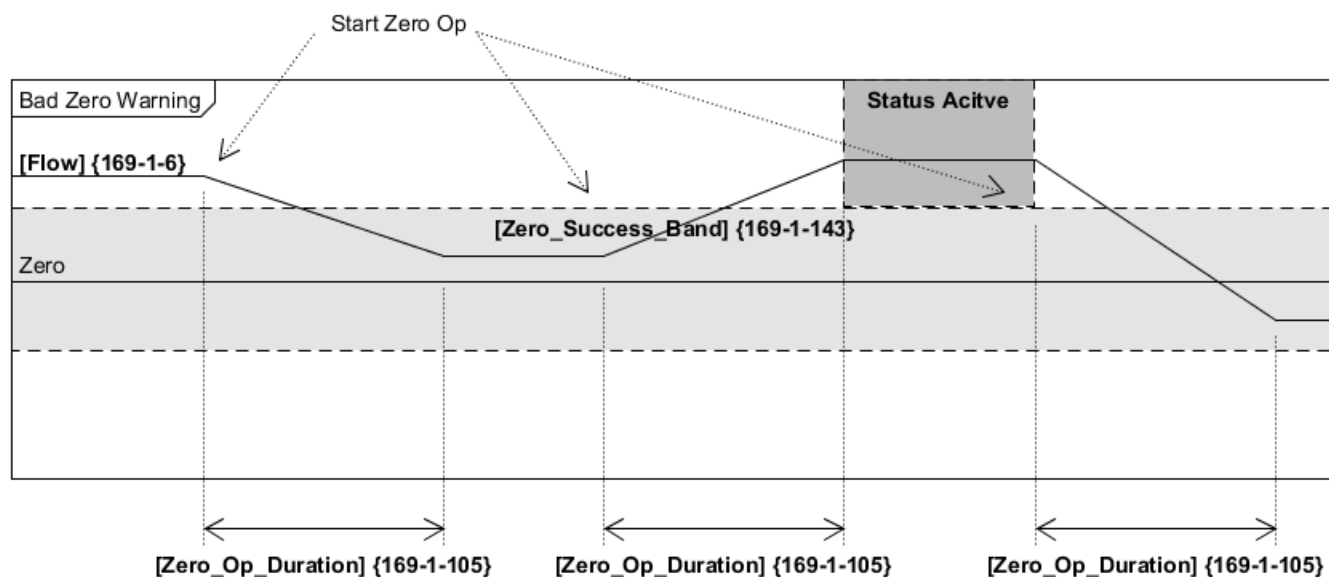 Start Zero Op
Bad Zero Warning
Status Acitve
[Flow] {169-1-6}
[Zero_Success_Band] {169-1-143}
Zero
[Zero_Op_Duration] {169-1-105}
[Zero_Op_Duration] {169-1-105}
[Zero_Op_Duration] {169-1-105}